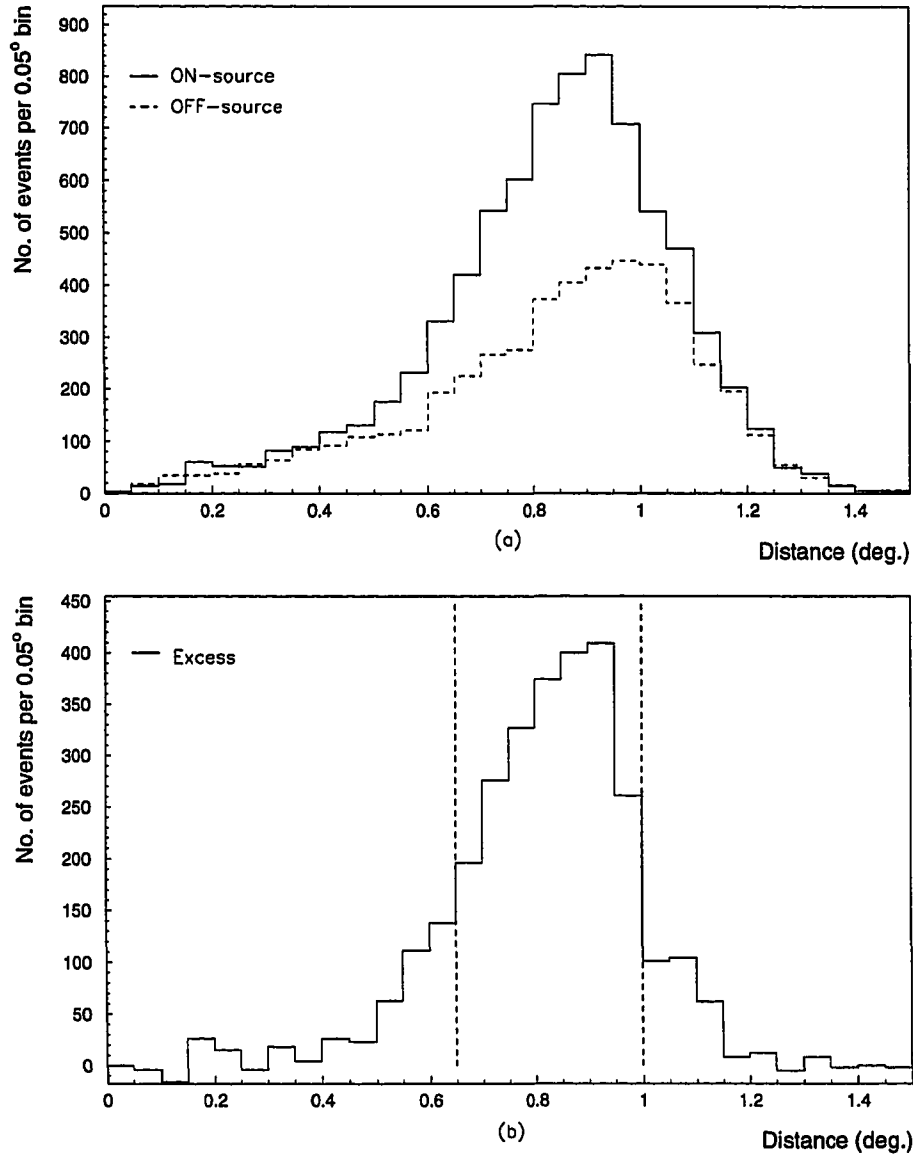 No. of events per 0.05° bin
900
800
700
600
500
400
300
200
100
0
ON-source
OFF-source
0 0.2 0.4 0.6 0.8 1 1.2 1.4
(a)
Distance (deg.)
No. of events per 0.05° bin
450
400
350
300
250
200
150
100
50
0
Excess
0 0.2 0.4 0.6 0.8 1 1.2 1.4
(b)
Distance (deg.)